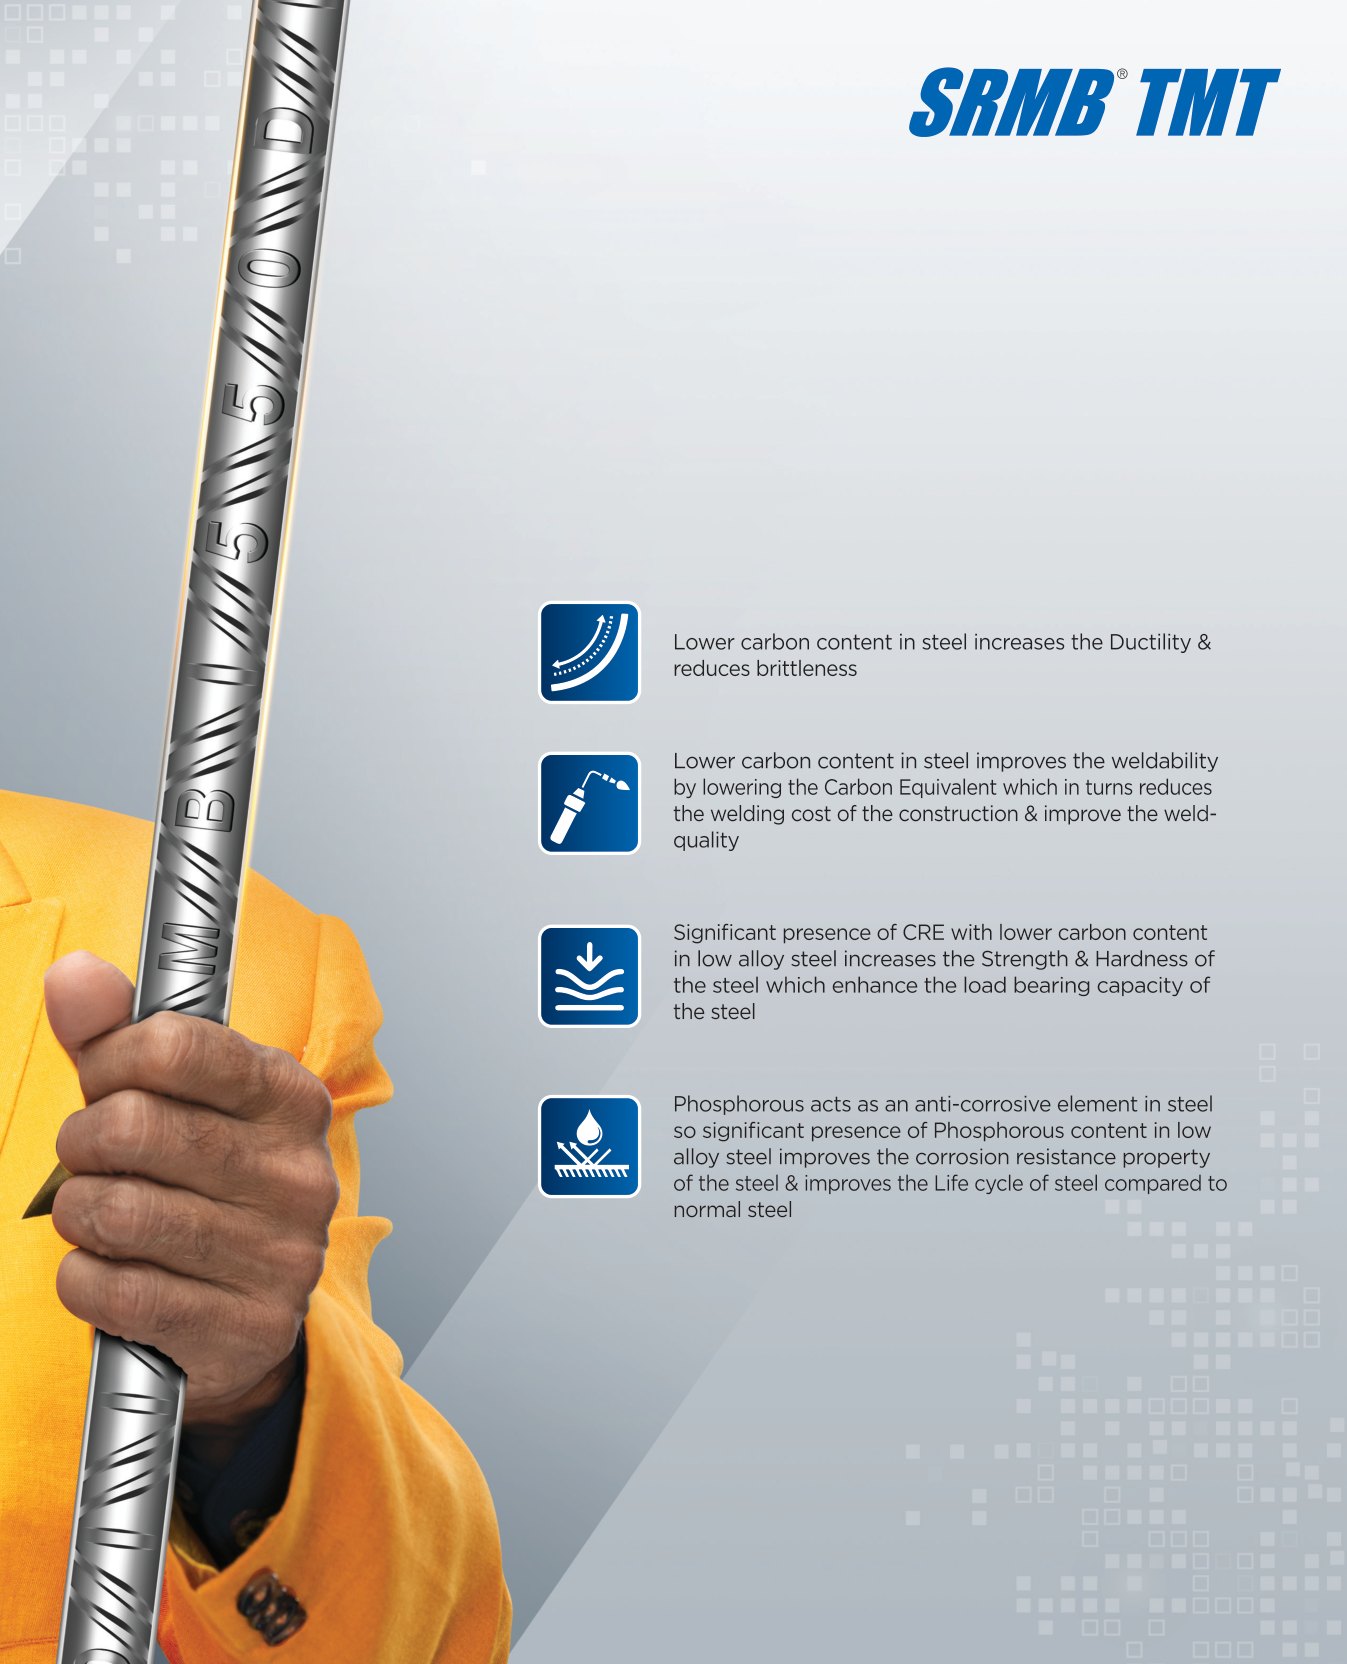 SRMB® TMT
M B 5 5 0 D
Lower carbon content in steel increases the Ductility &
reduces brittleness
Lower carbon content in steel improves the weldability
by lowering the Carbon Equivalent which in turns reduces
the welding cost of the construction & improve the weld-
quality
Significant presence of CRE with lower carbon content
in low alloy steel increases the Strength & Hardness of
the steel which enhance the load bearing capacity of
the steel
Phosphorous acts as an anti-corrosive element in steel
so significant presence of Phosphorous content in low
alloy steel improves the corrosion resistance property
of the steel & improves the Life cycle of steel compared to
normal steel